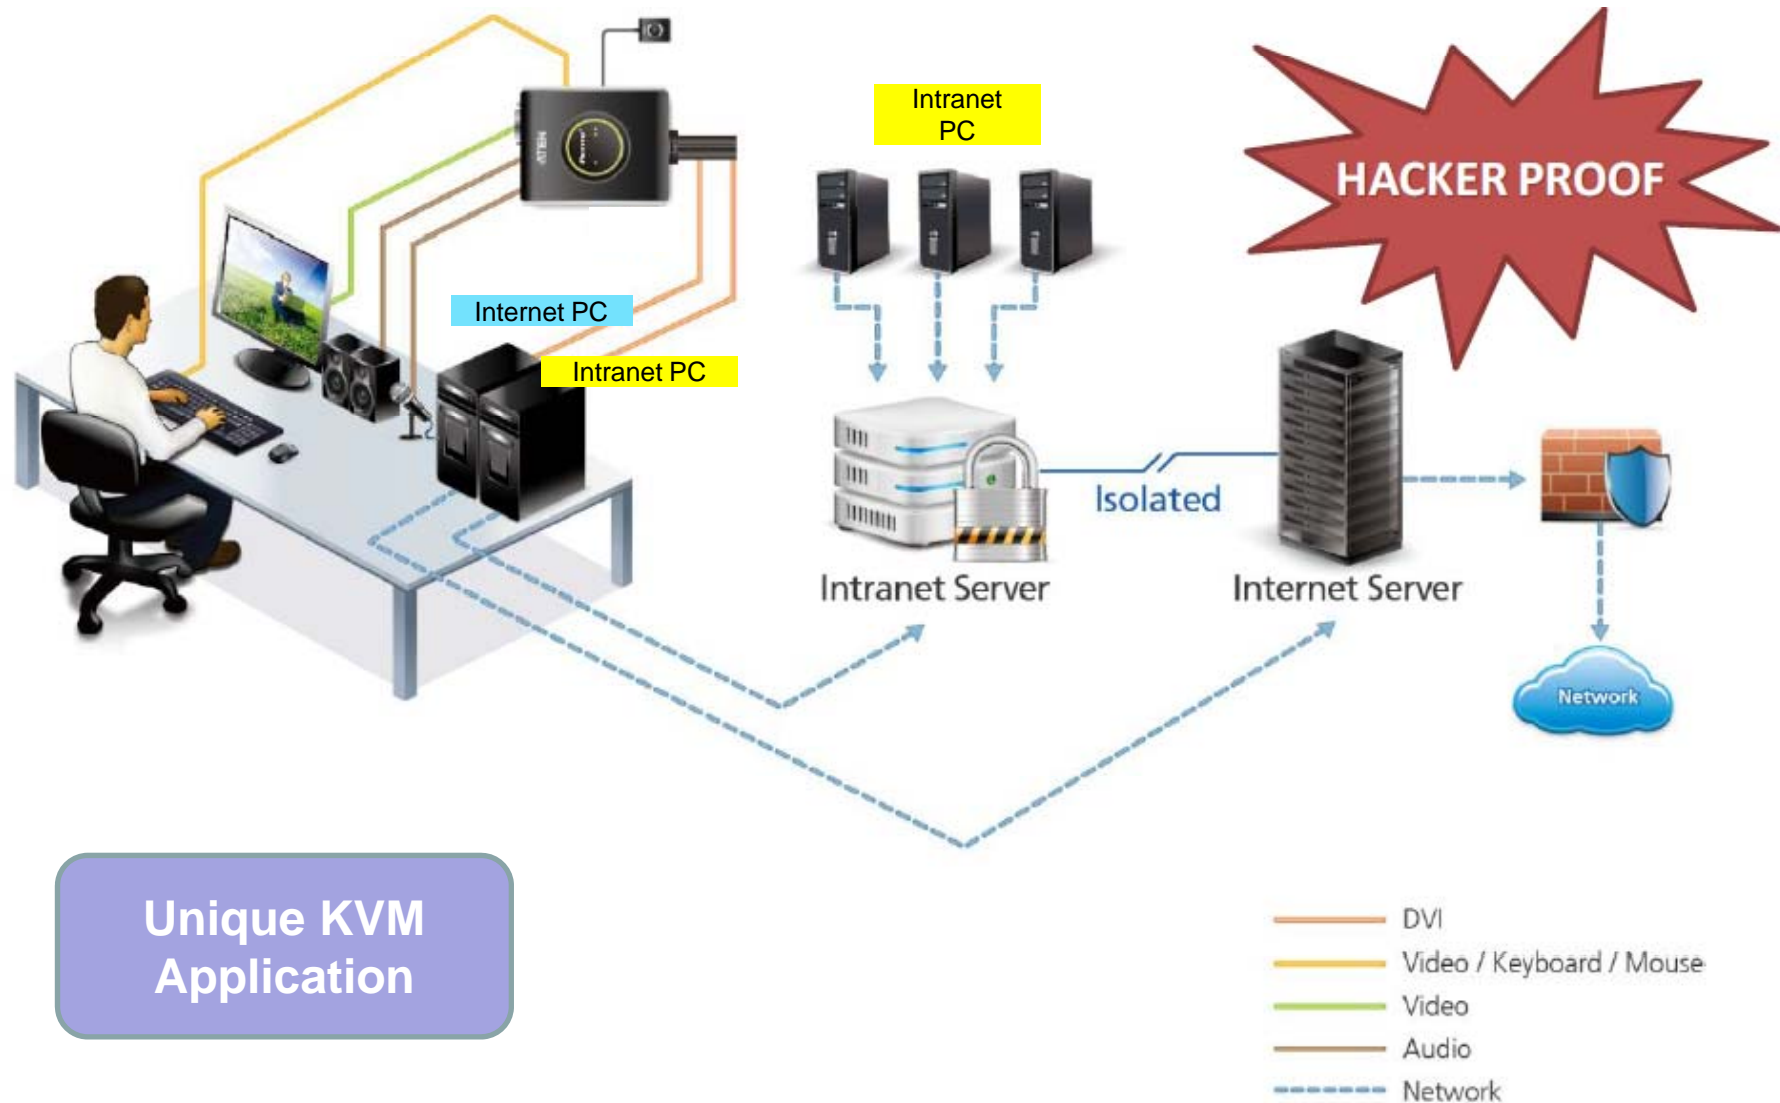 ATEN
Intranet
PC
HACKER PROOF
Internet PC
Intranet PC
Isolated
Intranet Server
Internet Server
Network
Unique KVM
Application
DVI
Video / Keyboard / Mouse
Video
Audio
Network